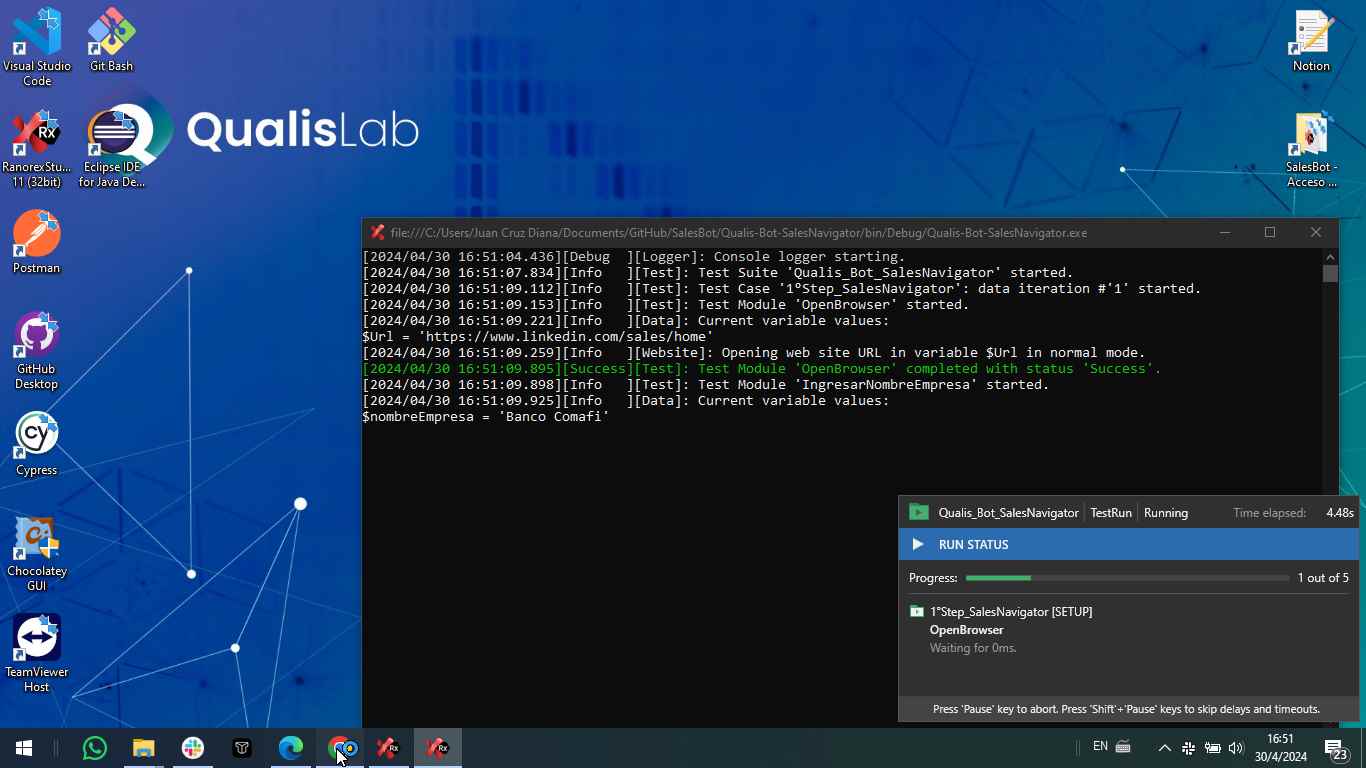 Visual Studio
Code
Git Bash
RanorexStu...
11 (32bit)
Eclipse IDE
for Java De...
QualisLab
Postman
GitHub
Desktop
Cypress
Chocolatey
GUI
TeamViewer
Host
Notion
SalesBot -
Acceso ...
file:///C:/Users/Juan Cruz Diana/Documents/GitHub/SalesBot/Qualis-Bot-SalesNavigator/bin/Debug/Qualis-Bot-SalesNavigator.exe
[2024/04/30 16:51:04.436][Debug  ][Logger]: Console logger starting.
[2024/04/30 16:51:07.834][Info   ][Test]: Test Suite 'Qualis_Bot_SalesNavigator' started.
[2024/04/30 16:51:09.112][Info   ][Test]: Test Case '1°Step_SalesNavigator': data iteration #'1' started.
[2024/04/30 16:51:09.153][Info   ][Test]: Test Module 'OpenBrowser' started.
[2024/04/30 16:51:09.221][Info   ][Data]: Current variable values:
$Url = 'https://www.linkedin.com/sales/home'
[2024/04/30 16:51:09.259][Info   ][Website]: Opening web site URL in variable $Url in normal mode.
[2024/04/30 16:51:09.895][Success][Test]: Test Module 'OpenBrowser' completed with status 'Success'.
[2024/04/30 16:51:09.898][Info   ][Test]: Test Module 'IngresarNombreEmpresa' started.
[2024/04/30 16:51:09.925][Info   ][Data]: Current variable values:
$nombreEmpresa = 'Banco Comafi'
Qualis_Bot_SalesNavigator TestRun Running Time elapsed: 4.48s
RUN STATUS
Progress: 1 out of 5
1°Step_SalesNavigator [SETUP]
OpenBrowser
Waiting for 0ms.
Press 'Pause' key to abort. Press 'Shift'+'Pause' keys to skip delays and timeouts.
EN
16:51
30/4/2024
23